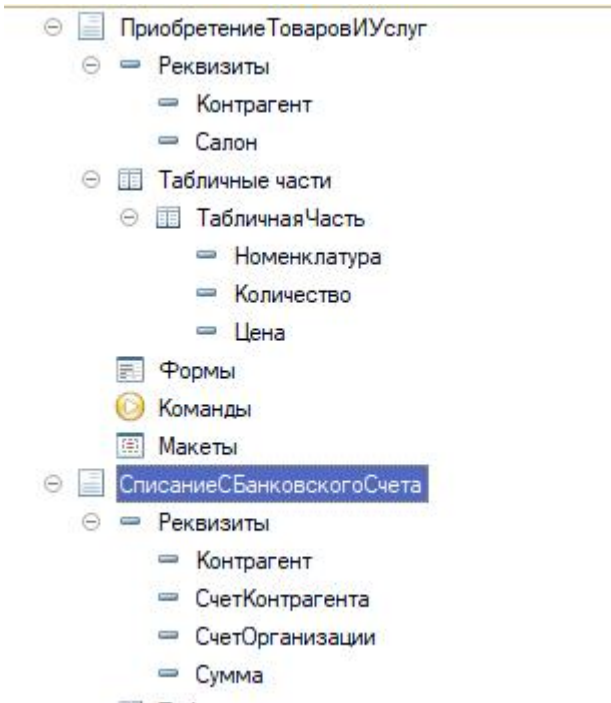 ПриобретениеТоваровИУслуг
Реквизиты
Контрагент
Салон
Табличные части
ТабличнаяЧасть
Номенклатура
Количество
Цена
Формы
Команды
Макеты
СписаниеСБанковскогоСчета
Реквизиты
Контрагент
СчетКонтрагента
СчетОрганизации
Сумма